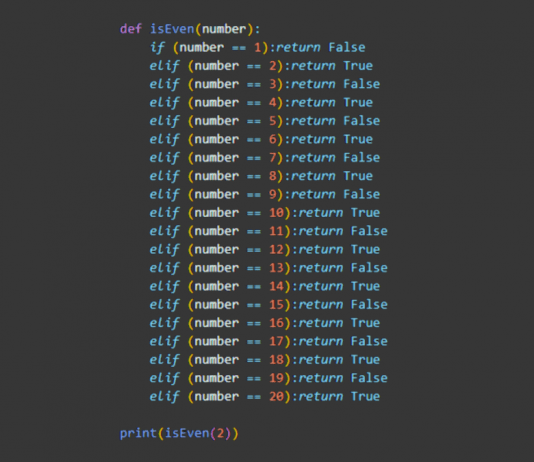 def isEven(number):
    if (number == 1):return False
    elif (number == 2):return True
    elif (number == 3):return False
    elif (number == 4):return True
    elif (number == 5):return False
    elif (number == 6):return True
    elif (number == 7):return False
    elif (number == 8):return True
    elif (number == 9):return False
    elif (number == 10):return True
    elif (number == 11):return False
    elif (number == 12):return True
    elif (number == 13):return False
    elif (number == 14):return True
    elif (number == 15):return False
    elif (number == 16):return True
    elif (number == 17):return False
    elif (number == 18):return True
    elif (number == 19):return False
    elif (number == 20):return True

print(isEven(2))